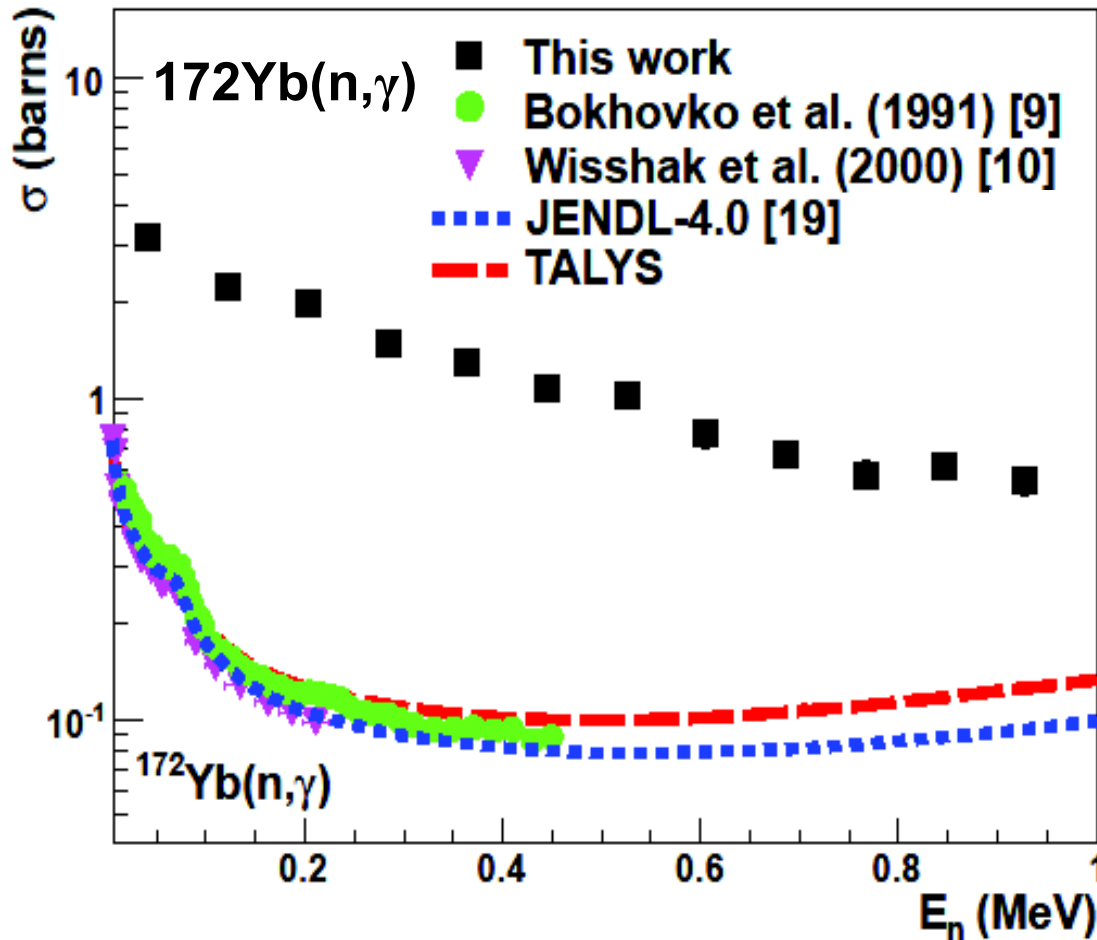 σ (barns)
10
1
10⁻¹
172Yb(n,γ)
This work
Bokhovko et al. (1991) [9]
Wisshak et al. (2000) [10]
JENDL-4.0 [19]
TALYS
¹⁷²Yb(n,γ)
0.2 0.4 0.6 0.8 1
Eₙ (MeV)